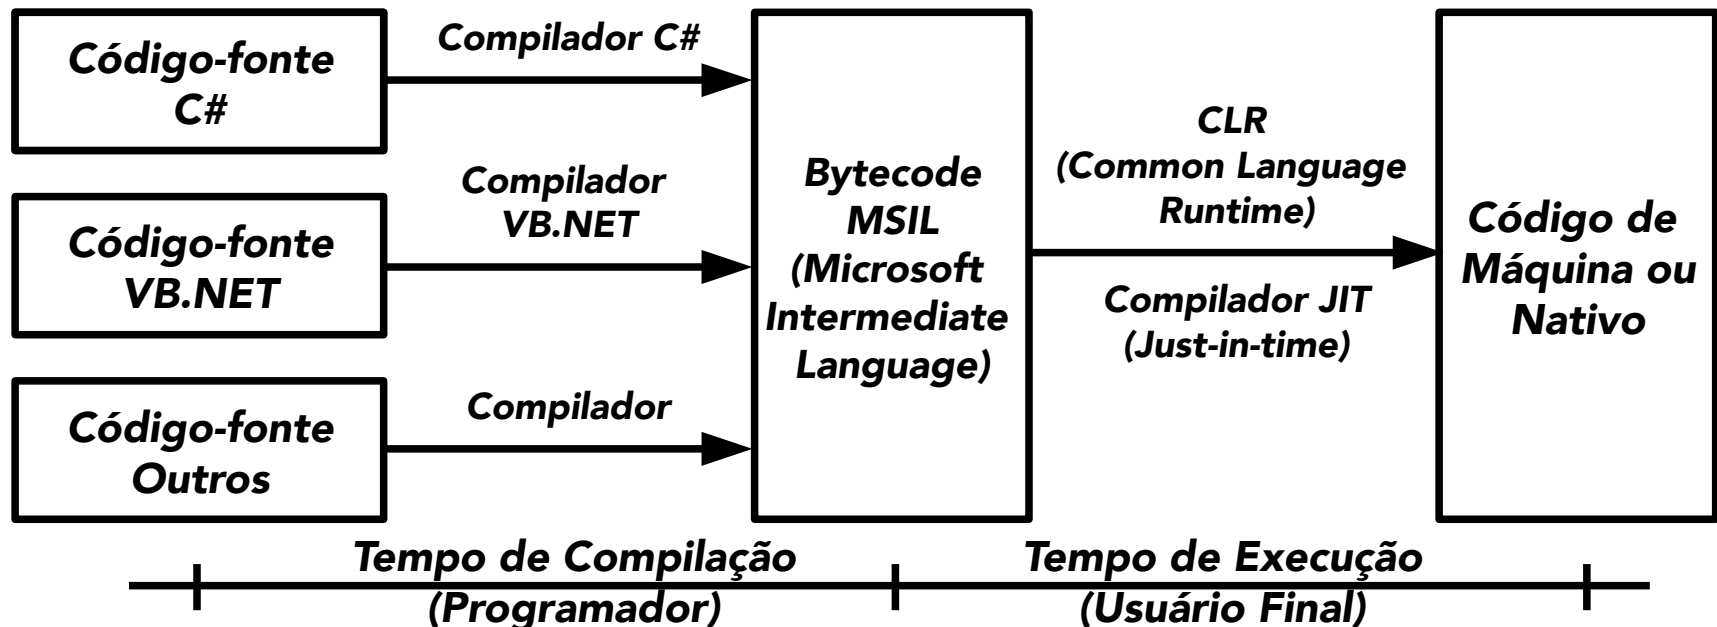 Código-fonte
C#
Compilador C#
Código-fonte
VB.NET
Compilador
VB.NET
Código-fonte
Outros
Compilador
Bytecode
MSIL
(Microsoft
Intermediate
Language)
CLR
(Common Language
Runtime)
Compilador JIT
(Just-in-time)
Código de
Máquina ou
Nativo
Tempo de Compilação
(Programador)
Tempo de Execução
(Usuário Final)